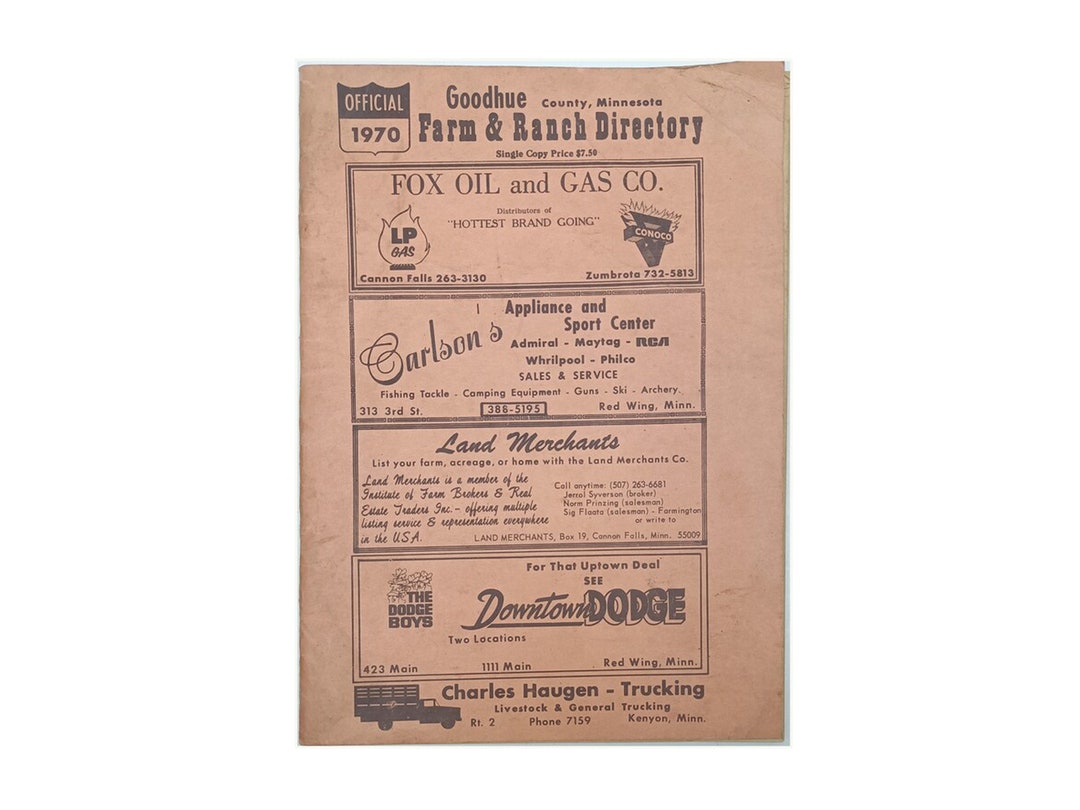 OFFICIAL
1970
Goodhue County, Minnesota
Farm & Ranch Directory
Single Copy Price $7.50
FOX OIL and GAS CO.
Distributors of
"HOTTEST BRAND GOING"
LP
GAS
CONOCO
Cannon Falls 263-3130
Zumbrota 732-5813
Carlson's
Appliance and
Sport Center
Admiral - Maytag - RCA
Whrilpool - Philco
SALES & SERVICE
Fishing Tackle - Camping Equipment - Guns - Ski - Archery.
313 3rd St. 388-5195 Red Wing, Minn.
Land Merchants
List your farm, acreage, or home with the Land Merchants Co.
Land Merchants is a member of the
Institute of Farm Brokers & Real
Estate Traders Inc. - offering multiple
listing service & representation everywhere
in the USA.
Call anytime: (507) 263-6681
Jerrol Syverson (broker)
Norm Prinzing (salesman)
Sig Flaata (salesman) - Farmington
or write to
LAND MERCHANTS, Box 19, Cannon Falls, Minn. 55009
For That Uptown Deal
SEE
THE
DODGE
BOYS
Downtown DODGE
Two Locations
423 Main 1111 Main Red Wing, Minn.
Charles Haugen - Trucking
Livestock & General Trucking
Rt. 2 Phone 7159 Kenyon, Minn.